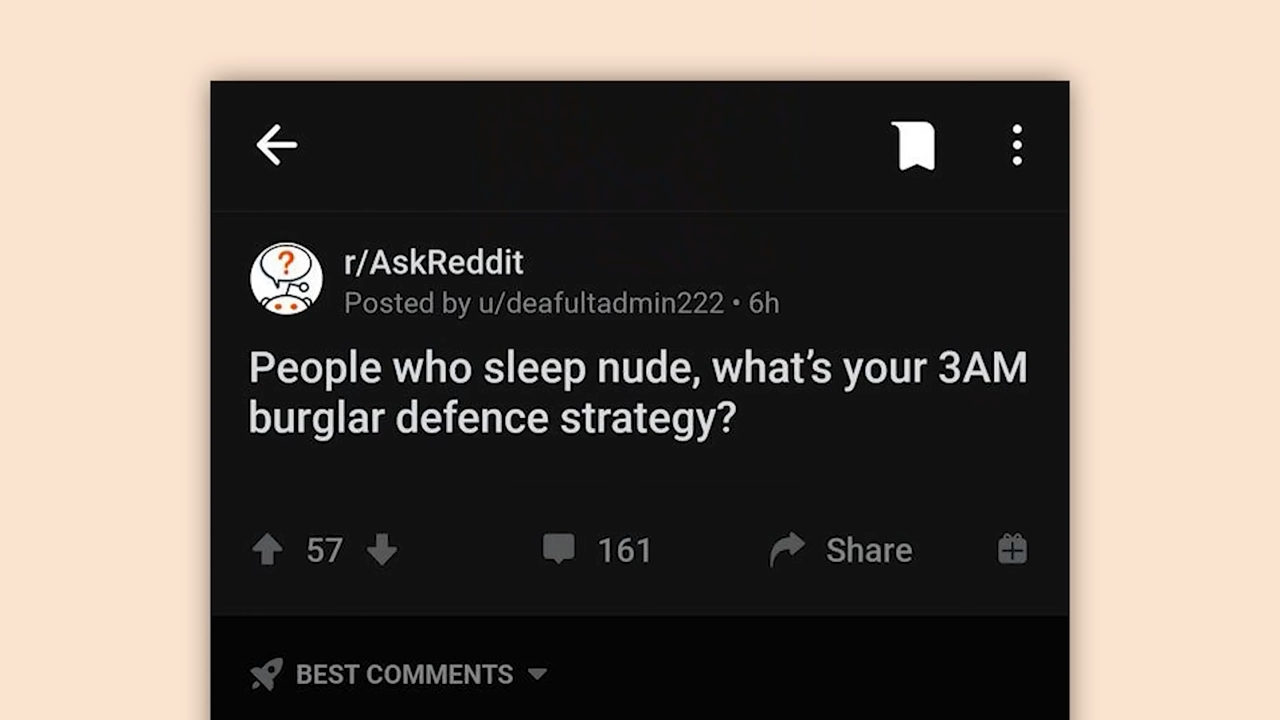 r/AskReddit
Posted by u/deafultadmin222 • 6h
People who sleep nude, what’s your 3AM
burglar defence strategy?
57 161 Share
BEST COMMENTS